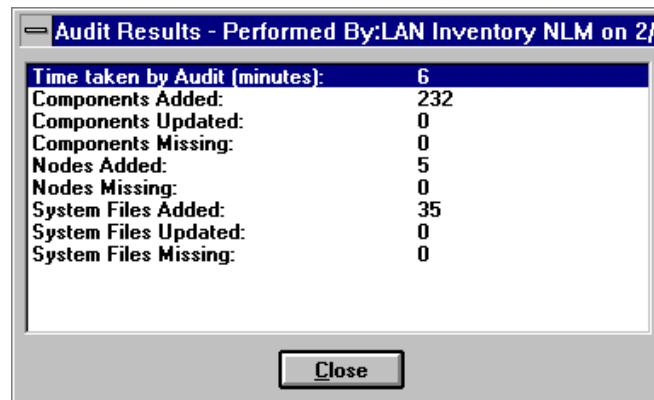 Audit Results - Performed By:LAN Inventory NLM on 2/
Time taken by Audit (minutes): 6
Components Added: 232
Components Updated: 0
Components Missing: 0
Nodes Added: 5
Nodes Missing: 0
System Files Added: 35
System Files Updated: 0
System Files Missing: 0
Close